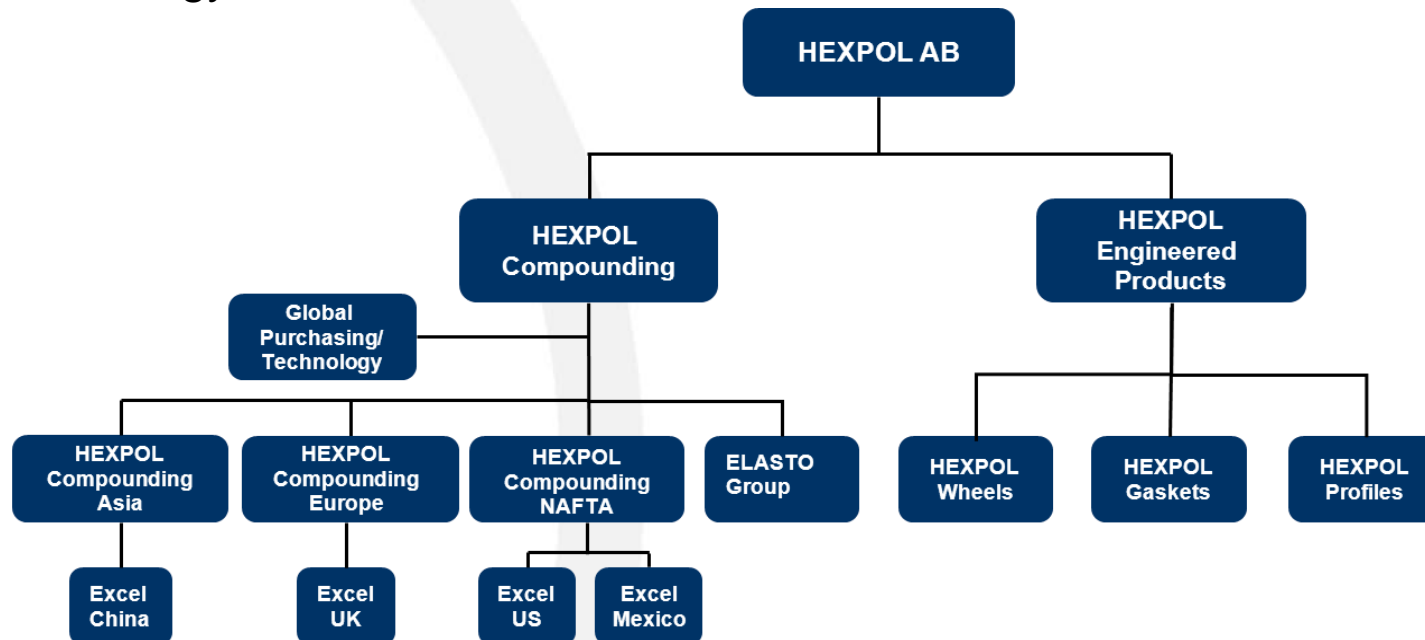 HEXPOL AB
HEXPOL
Compounding
HEXPOL
Engineered
Products
Global
Purchasing/
Technology
HEXPOL
Compounding
Asia
HEXPOL
Compounding
Europe
HEXPOL
Compounding
NAFTA
ELASTO
Group
HEXPOL
Wheels
HEXPOL
Gaskets
HEXPOL
Profiles
Excel
China
Excel
UK
Excel
US
Excel
Mexico